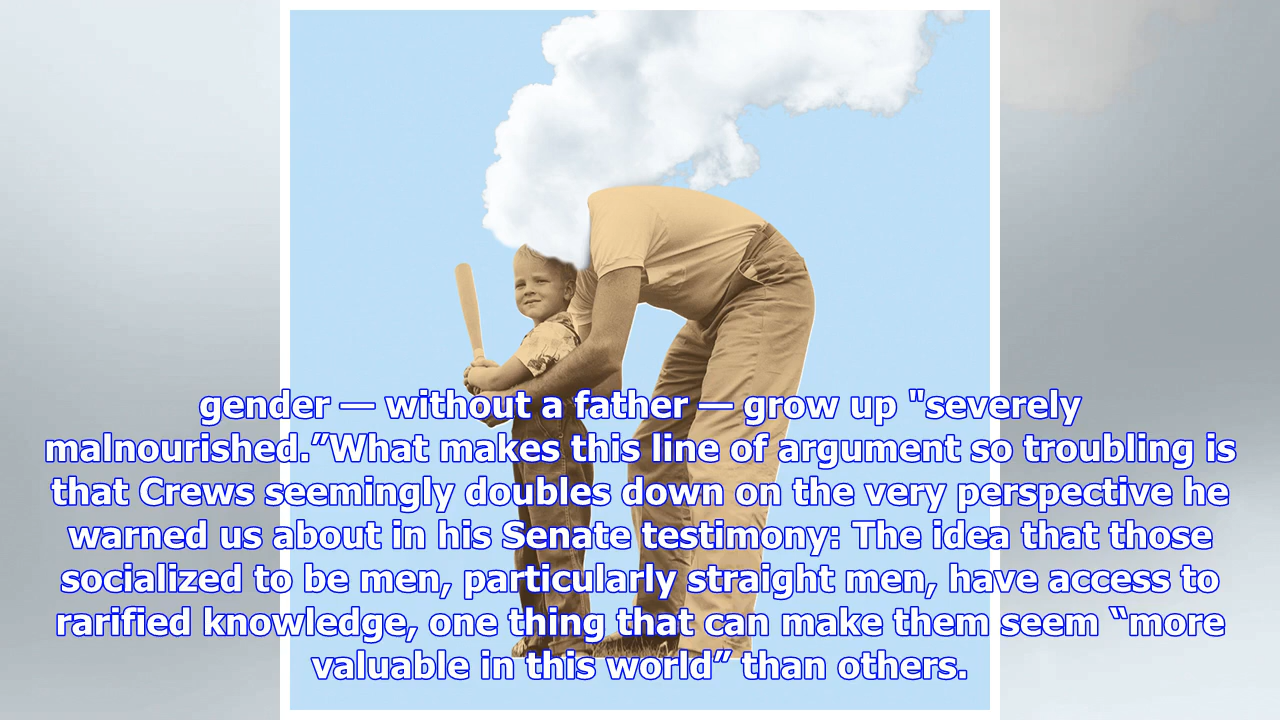 gender — without a father — grow up "severely
malnourished.”What makes this line of argument so troubling is
that Crews seemingly doubles down on the very perspective he
warned us about in his Senate testimony: The idea that those
socialized to be men, particularly straight men, have access to
rarified knowledge, one thing that can make them seem “more
valuable in this world” than others.